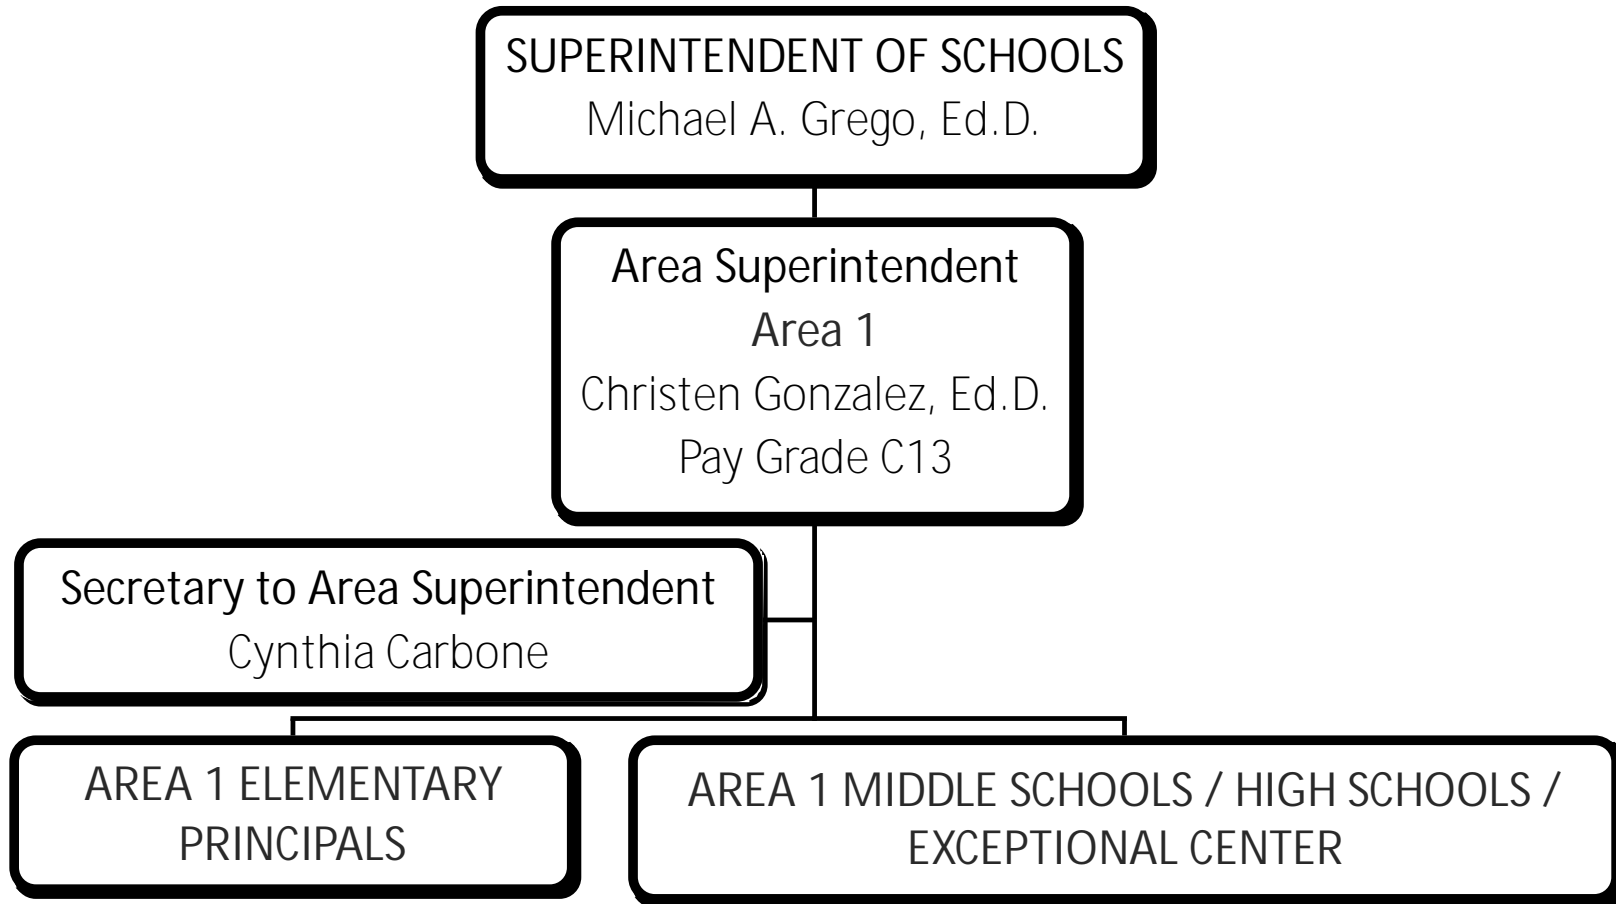 SUPERINTENDENT OF SCHOOLS
Michael A. Grego, Ed.D.
Area Superintendent
Area 1
Christen Gonzalez, Ed.D.
Pay Grade C13
Secretary to Area Superintendent
Cynthia Carbone
AREA 1 ELEMENTARY
PRINCIPALS
AREA 1 MIDDLE SCHOOLS / HIGH SCHOOLS /
EXCEPTIONAL CENTER